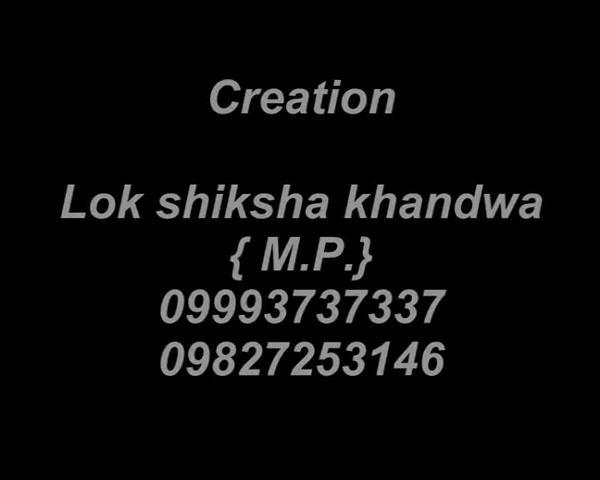 Creation
Lok shiksha khandwa
{ M.P.}
09993737337
09827253146